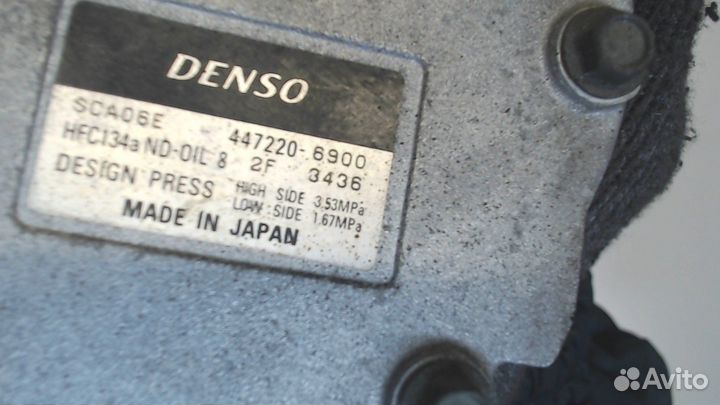 DENSO
SCA06E 447220-6900
HFC134a ND-OIL 8 2F 3436
DESIGN PRESS HIGH SIDE 3.53MPa
LOW SIDE 1.67MPa
MADE IN JAPAN
Avito